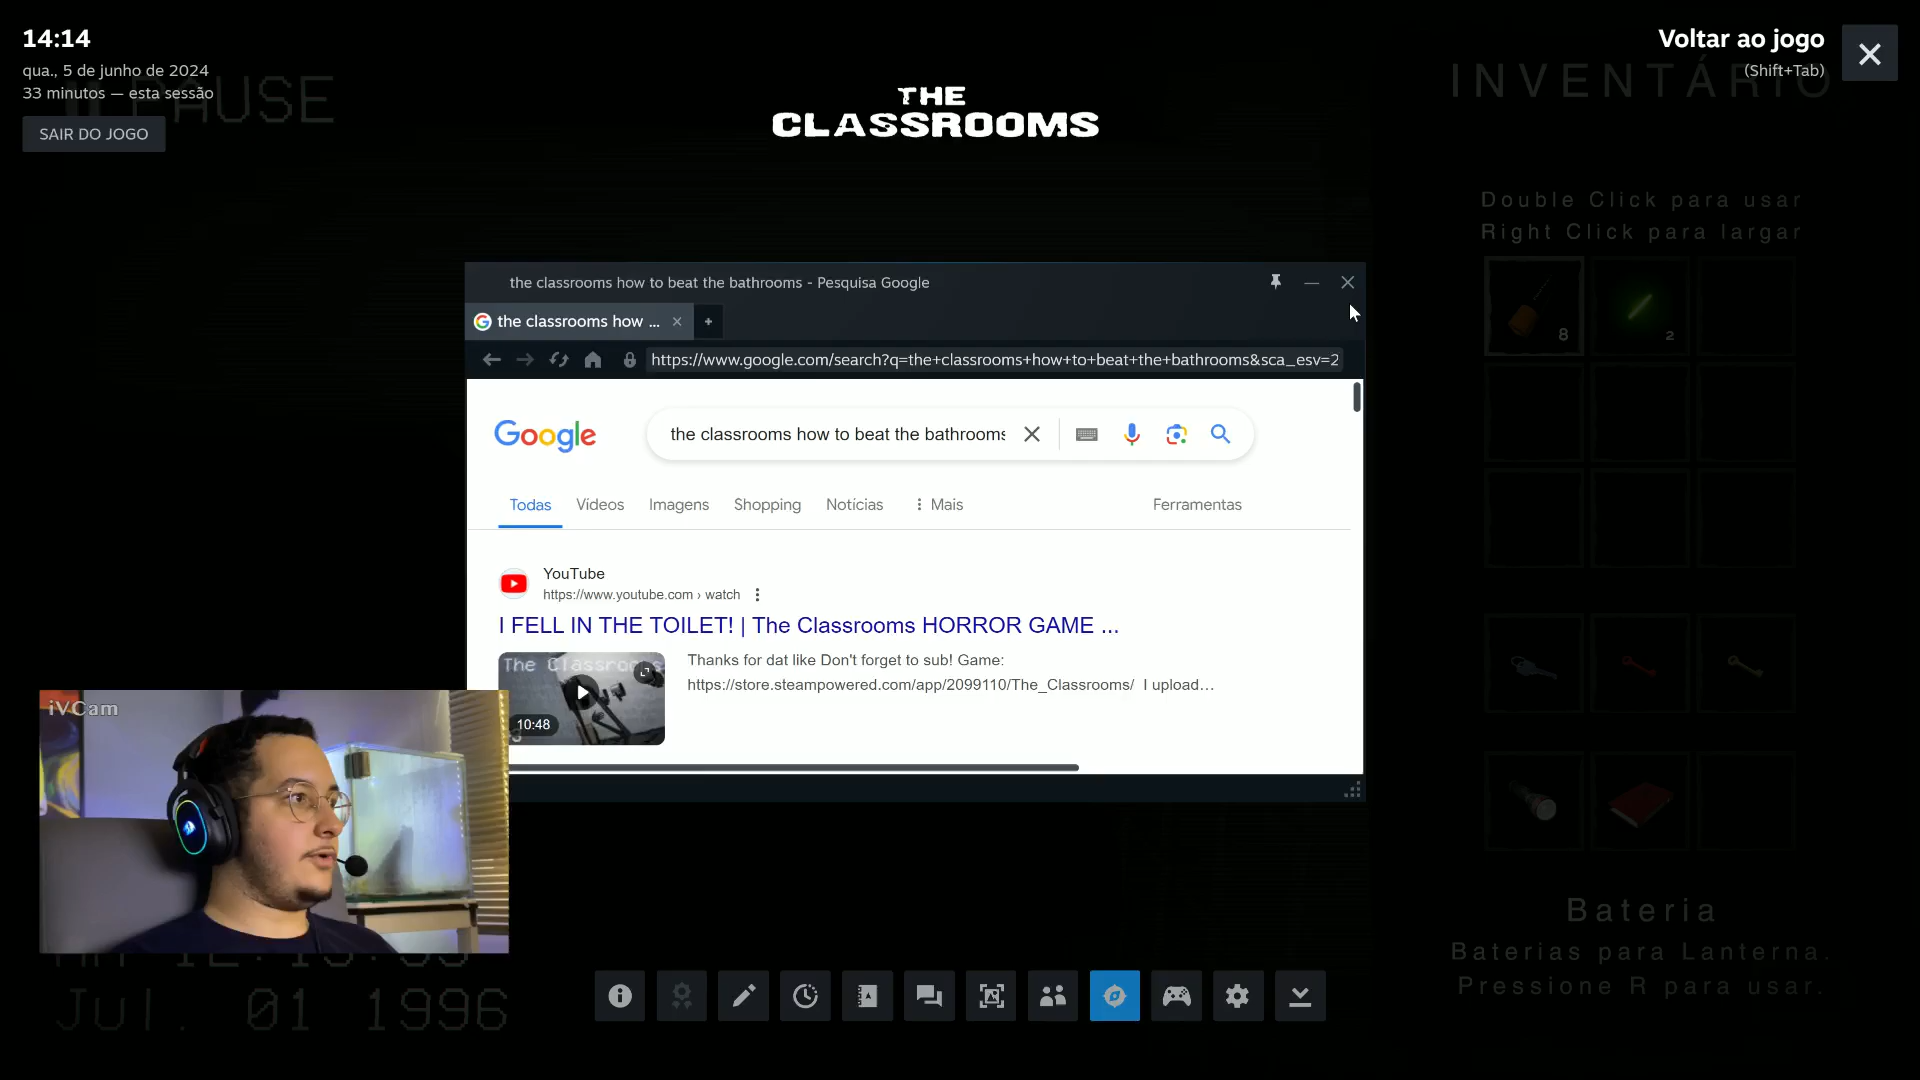 14:14
qua., 5 de junho de 2024
33 minutos — esta sessão
PAUSE
SAIR DO JOGO
THE
CLASSROOMS
Voltar ao jogo
(Shift+Tab)
INVENTÁRIO
Double Click para usar
Right Click para largar
8
2
the classrooms how to beat the bathrooms - Pesquisa Google
the classrooms how ...
https://www.google.com/search?q=the+classrooms+how+to+beat+the+bathrooms&sca_esv=2
Google
the classrooms how to beat the bathrooms
Todas
Vídeos
Imagens
Shopping
Notícias
Mais
Ferramentas
YouTube
https://www.youtube.com › watch
I FELL IN THE TOILET! | The Classrooms HORROR GAME ...
The Classrooms
10:48
Thanks for dat like Don't forget to sub! Game:
https://store.steampowered.com/app/2099110/The_Classrooms/ I upload…
iVCam
Jul. 01 1996
Bateria
Baterias para Lanterna.
Pressione R para usar.